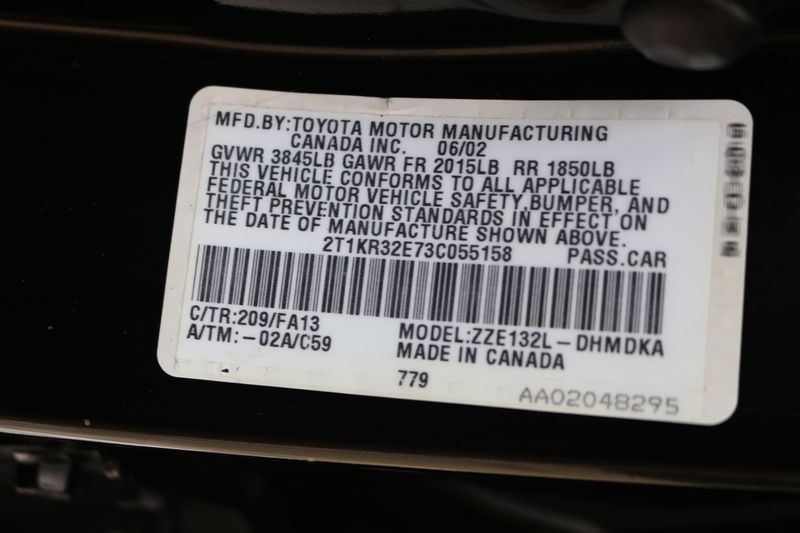 MFD.BY:TOYOTA MOTOR MANUFACTURING
CANADA INC. 06/02
GVWR 3845LB GAWR FR 2015LB RR 1850LB
THIS VEHICLE CONFORMS TO ALL APPLICABLE
FEDERAL MOTOR VEHICLE SAFETY,BUMPER, AND
THEFT PREVENTION STANDARDS IN EFFECT ON
THE DATE OF MANUFACTURE SHOWN ABOVE.
2T1KR32E73C055158 PASS.CAR
C/TR:209/FA13
A/TM:-02A/C59
MODEL:ZZE132L-DHMDKA
MADE IN CANADA
779
AA02048295